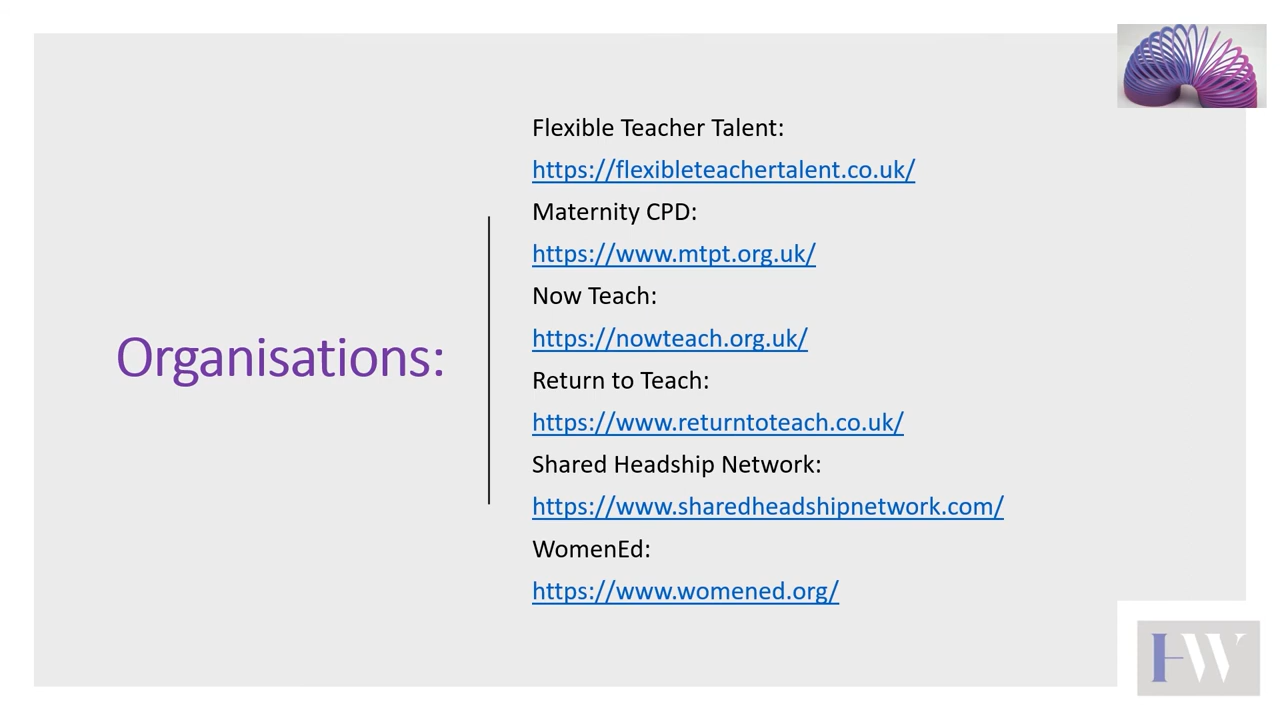 Organisations:
Flexible Teacher Talent:
https://flexibleteachertalent.co.uk/
Maternity CPD:
https://www.mtpt.org.uk/
Now Teach:
https://nowteach.org.uk/
Return to Teach:
https://www.returntoteach.co.uk/
Shared Headship Network:
https://www.sharedheadshipnetwork.com/
WomenEd:
https://www.womened.org/
HW